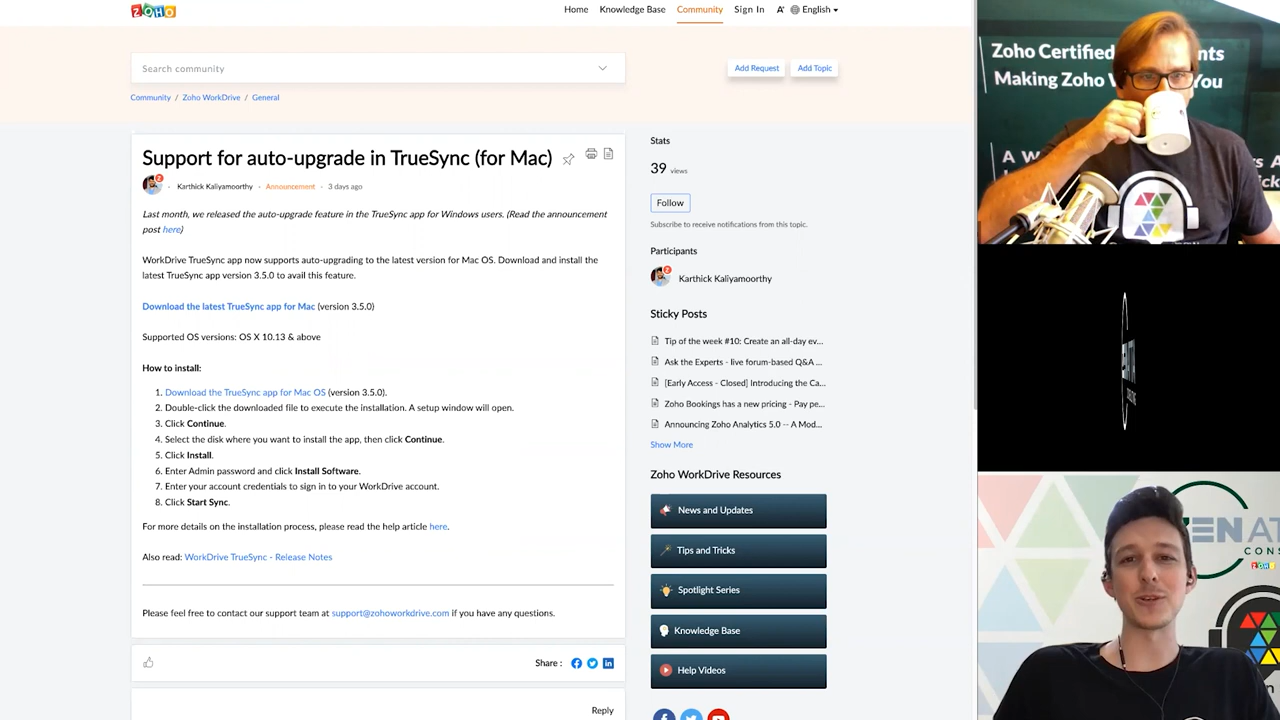 ZOHO
Home Knowledge Base Community Sign In English
Search community
Add Request Add Topic
Community / Zoho WorkDrive / General
Support for auto-upgrade in TrueSync (for Mac)
Karthick Kaliyamoorthy · Announcement · 3 days ago
Last month, we released the auto-upgrade feature in the TrueSync app for Windows users. (Read the announcement
post here)
WorkDrive TrueSync app now supports auto-upgrading to the latest version for Mac OS. Download and install the
latest TrueSync app version 3.5.0 to avail this feature.
Download the latest TrueSync app for Mac (version 3.5.0)
Supported OS versions: OS X 10.13 & above
How to install:
1. Download the TrueSync app for Mac OS (version 3.5.0).
2. Double-click the downloaded file to execute the installation. A setup window will open.
3. Click Continue.
4. Select the disk where you want to install the app, then click Continue.
5. Click Install.
6. Enter Admin password and click Install Software.
7. Enter your account credentials to sign in to your WorkDrive account.
8. Click Start Sync.
For more details on the installation process, please read the help article here.
Also read: WorkDrive TrueSync - Release Notes
Please feel free to contact our support team at support@zohoworkdrive.com if you have any questions.
Share :
Reply
Stats
39 views
Follow
Subscribe to receive notifications from this topic.
Participants
Karthick Kaliyamoorthy
Sticky Posts
Tip of the week #10: Create an all-day ev...
Ask the Experts - live forum-based Q&A ...
[Early Access - Closed] Introducing the Ca...
Zoho Bookings has a new pricing - Pay pe...
Announcing Zoho Analytics 5.0 -- A Mod...
Show More
Zoho WorkDrive Resources
News and Updates
Tips and Tricks
Spotlight Series
Knowledge Base
Help Videos
Zoho Certified
Making Zoho
You
ZEN AT
CONS
ZOHO